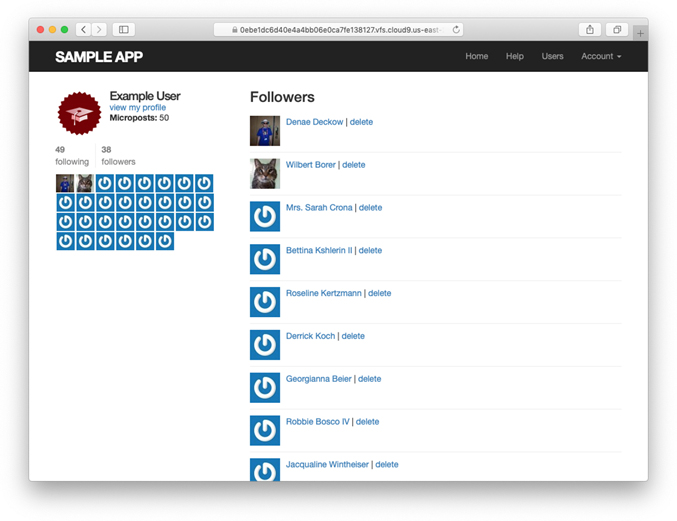 0ebe1dc6d40e4a4bb06e0ca7fe138127.vfs.cloud9.us-east-
SAMPLE APP
Home Help Users Account
Example User
view my profile
Microposts: 50
49 38
following followers
Followers
Denae Deckow | delete
Wilbert Borer | delete
Mrs. Sarah Crona | delete
Bettina Kshlerin II | delete
Roseline Kertzmann | delete
Derrick Koch | delete
Georgianna Beier | delete
Robbie Bosco IV | delete
Jacqualine Wintheiser | delete